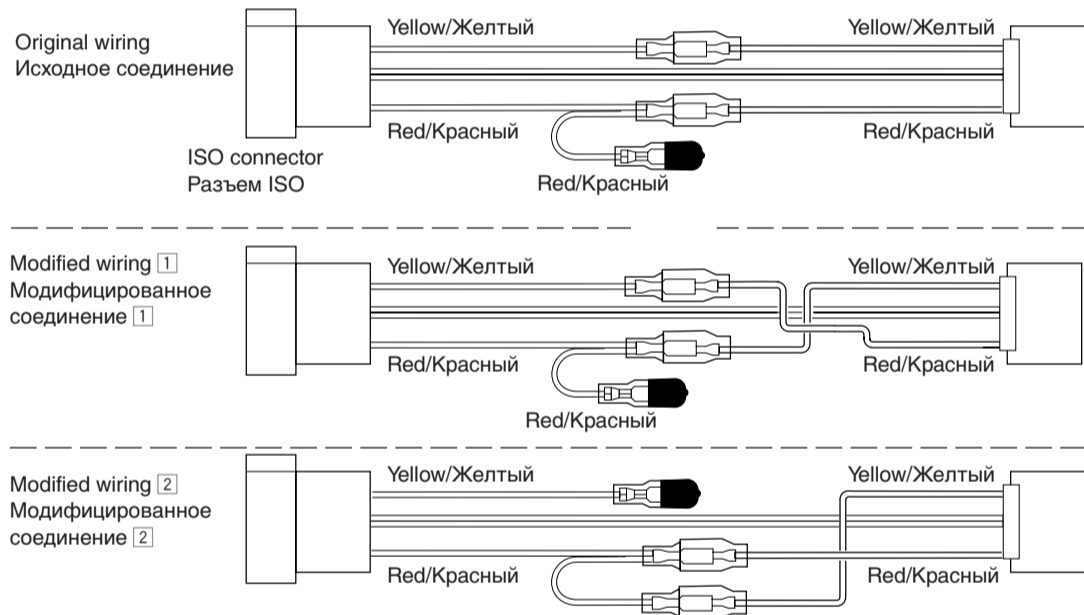 Original wiring
Исходное соединение
Yellow/Желтый
Yellow/Желтый
Red/Красный
Red/Красный
ISO connector
Разъем ISO
Red/Красный
Modified wiring 1
Модифицированное
соединение 1
Yellow/Желтый
Yellow/Желтый
Red/Красный
Red/Красный
Red/Красный
Modified wiring 2
Модифицированное
соединение 2
Yellow/Желтый
Yellow/Желтый
Red/Красный
Red/Красный